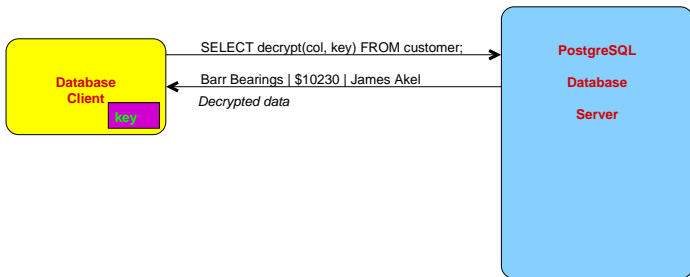 SELECT decrypt(col, key) FROM customer;
Barr Bearings | $10230 | James Akel
Decrypted data
Database
Client
key
PostgreSQL
Database
Server